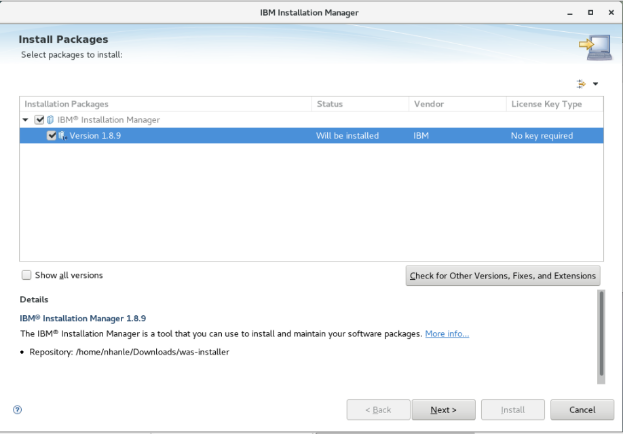 IBM Installation Manager
Install Packages
Select packages to install:
Installation Packages Status Vendor License Key Type
IBM® Installation Manager
Version 1.8.9 Will be installed IBM No key required
Show all versions
Check for Other Versions, Fixes, and Extensions
Details
IBM® Installation Manager 1.8.9
The IBM® Installation Manager is a tool that you can use to install and maintain your software packages. More info...
• Repository: /home/nhanle/Downloads/was-installer
< Back Next > Install Cancel